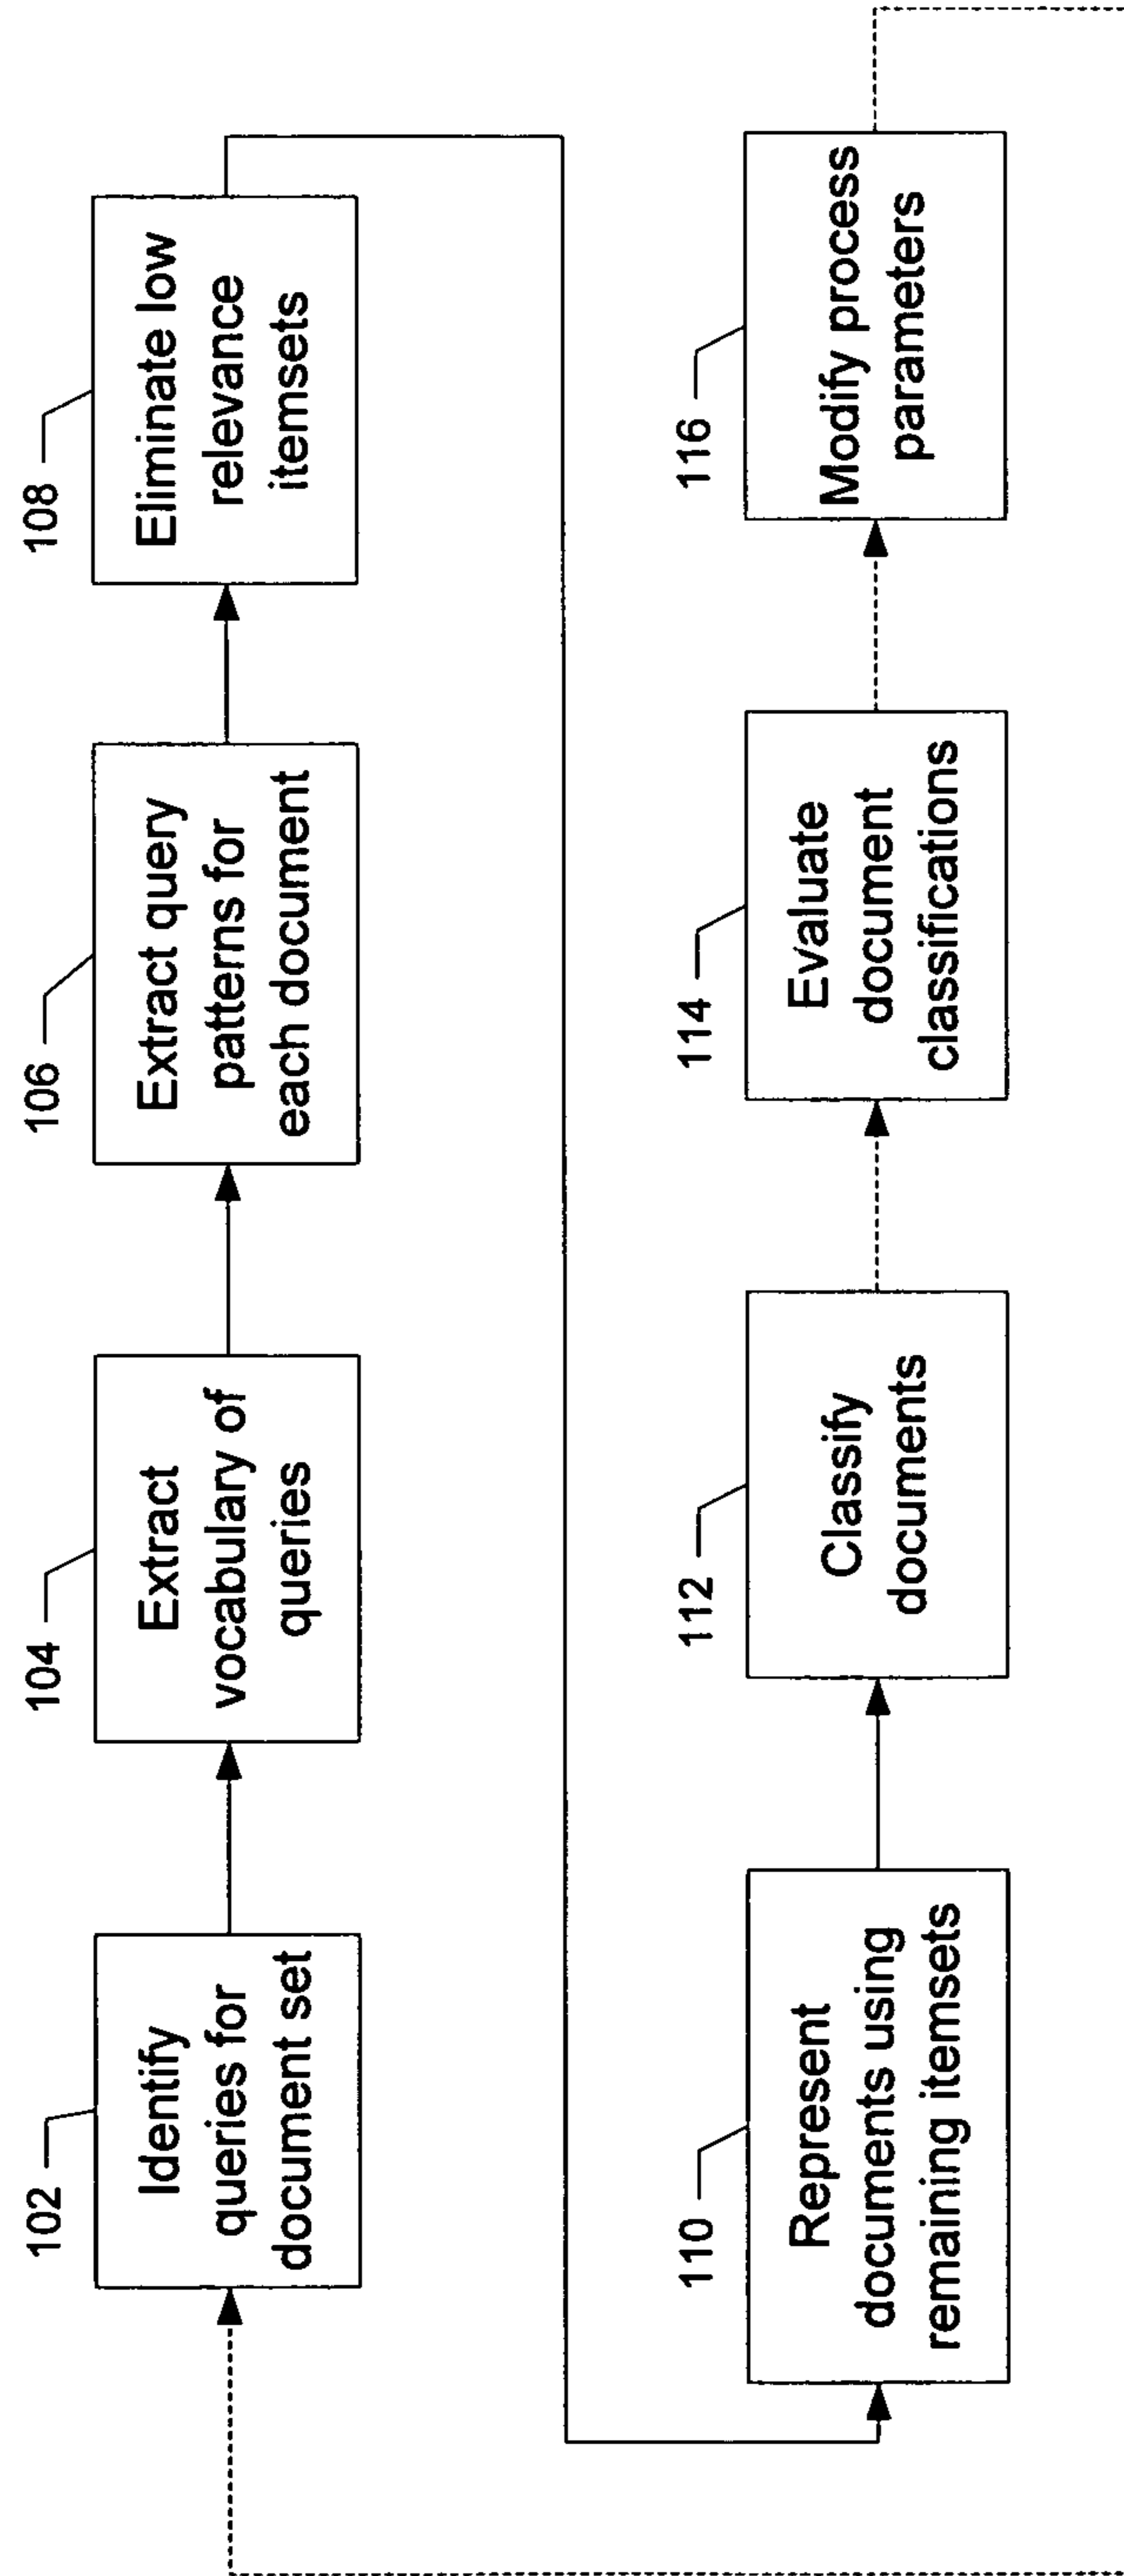 102
Identify
queries for
document set
104
Extract
vocabulary of
queries
106
Extract query
patterns for
each document
108
Eliminate low
relevance
itemsets
110
Represent
documents using
remaining itemsets
112
Classify
documents
114
Evaluate
document
classifications
116
Modify process
parameters